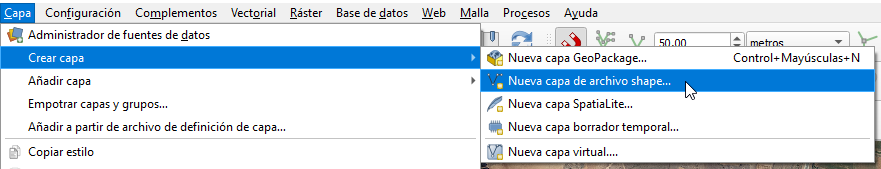 Capa Configuración Complementos Vectorial Ráster Base de datos Web Malla Procesos Ayuda
Administrador de fuentes de datos
50,00 metros
Crear capa
Nueva capa GeoPackage... Control+Mayúsculas+N
Añadir capa
Nueva capa de archivo shape...
Empotrar capas y grupos...
Nueva capa SpatiaLite...
Añadir a partir de archivo de definición de capa...
Nueva capa borrador temporal...
Copiar estilo
Nueva capa virtual....